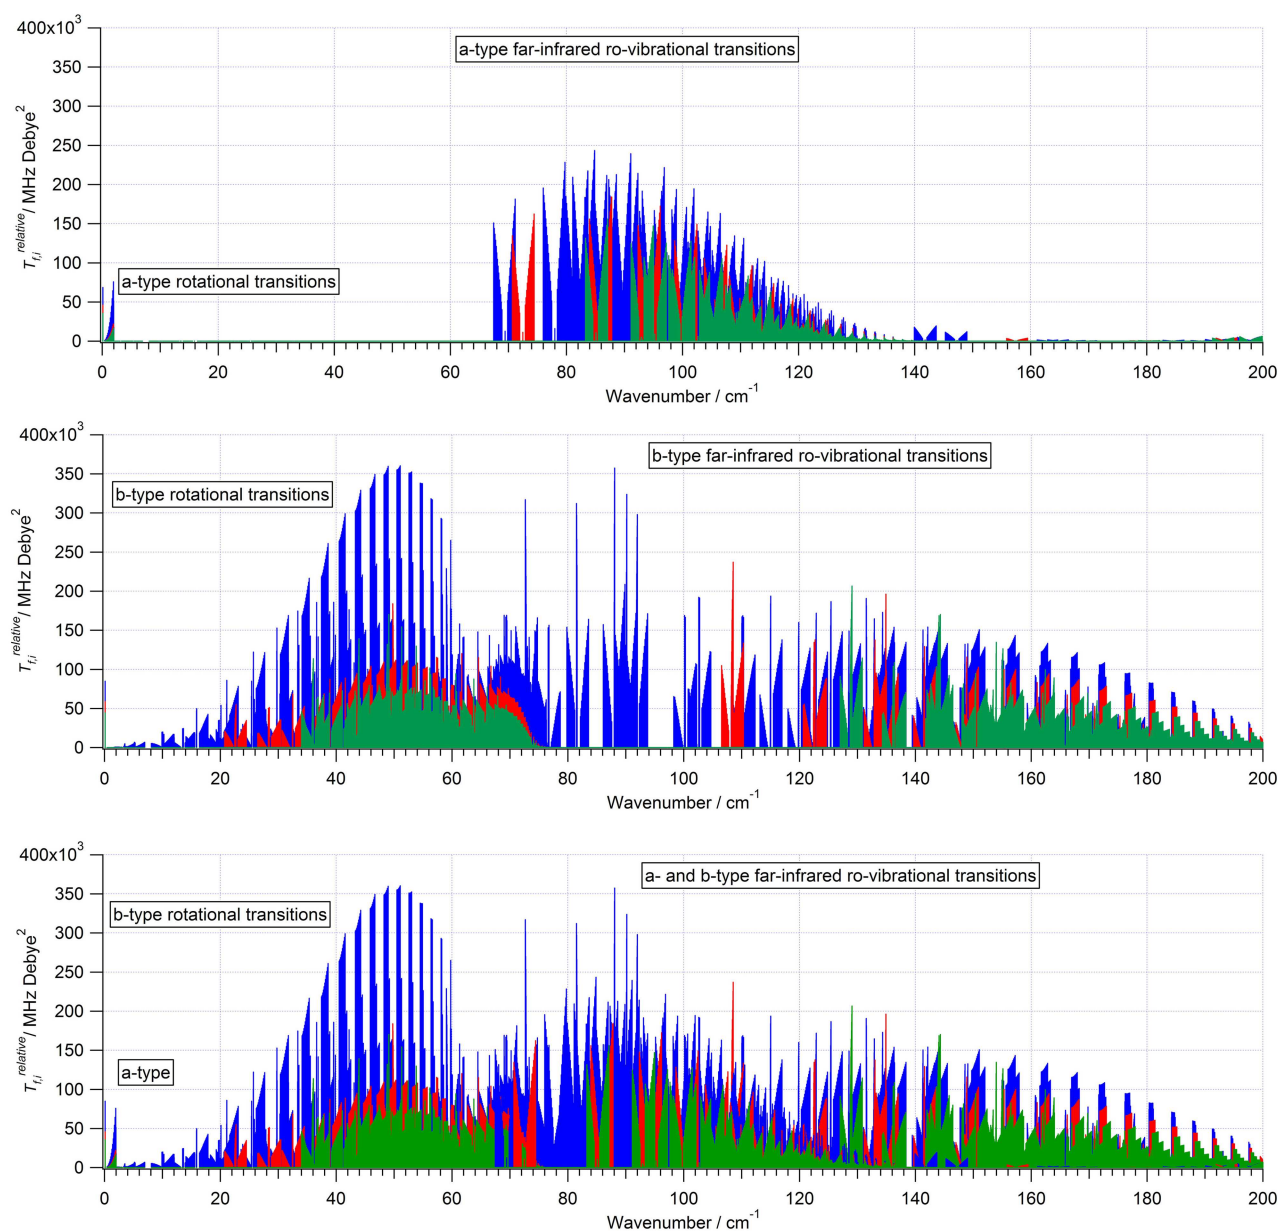 400x10³
a-type far-infrared ro-vibrational transitions
350
300
250
200
150
100
50
0
T_{f,i}^{relative} / MHz Debye²
a-type rotational transitions
0 20 40 60 80 100 120 140 160 180 200
Wavenumber / cm⁻¹
400x10³
b-type far-infrared ro-vibrational transitions
350
b-type rotational transitions
300
250
200
150
100
50
0
T_{f,i}^{relative} / MHz Debye²
0 20 40 60 80 100 120 140 160 180 200
Wavenumber / cm⁻¹
400x10³
a- and b-type far-infrared ro-vibrational transitions
350
b-type rotational transitions
300
250
200
150
100
50
0
T_{f,i}^{relative} / MHz Debye²
a-type
0 20 40 60 80 100 120 140 160 180 200
Wavenumber / cm⁻¹